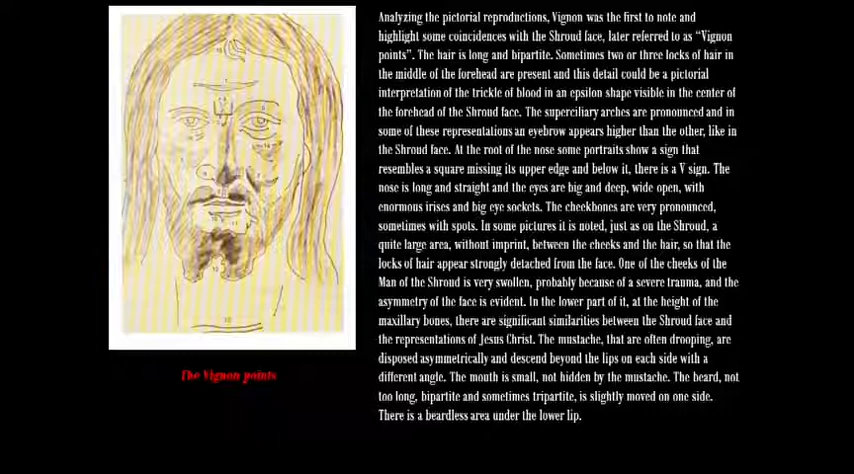 Analyzing the pictorial reproductions, Vignon was the first to note and
highlight some coincidences with the Shroud face, later referred to as “Vignon
points”. The hair is long and bipartite. Sometimes two or three locks of hair in
the middle of the forehead are present and this detail could be a pictorial
interpretation of the trickle of blood in an epsilon shape visible in the center of
the forehead of the Shroud face. The superciliary arches are pronounced and in
some of these representations an eyebrow appears higher than the other, like in
the Shroud face. At the root of the nose some portraits show a sign that
resembles a square missing its upper edge and below it, there is a V sign. The
nose is long and straight and the eyes are big and deep, wide open, with
enormous irises and big eye sockets. The cheekbones are very pronounced,
sometimes with spots. In some pictures it is noted, just as on the Shroud, a
quite large area, without imprint, between the cheeks and the hair, so that the
locks of hair appear strongly detached from the face. One of the cheeks of the
Man of the Shroud is very swollen, probably because of a severe trauma, and the
asymmetry of the face is evident. In the lower part of it, at the height of the
maxillary bones, there are significant similarities between the Shroud face and
the representations of Jesus Christ. The mustache, that are often drooping, are
disposed asymmetrically and descend beyond the lips on each side with a
different angle. The mouth is small, not hidden by the mustache. The beard, not
too long, bipartite and sometimes tripartite, is slightly moved on one side.
There is a beardless area under the lower lip.
The Vignon points